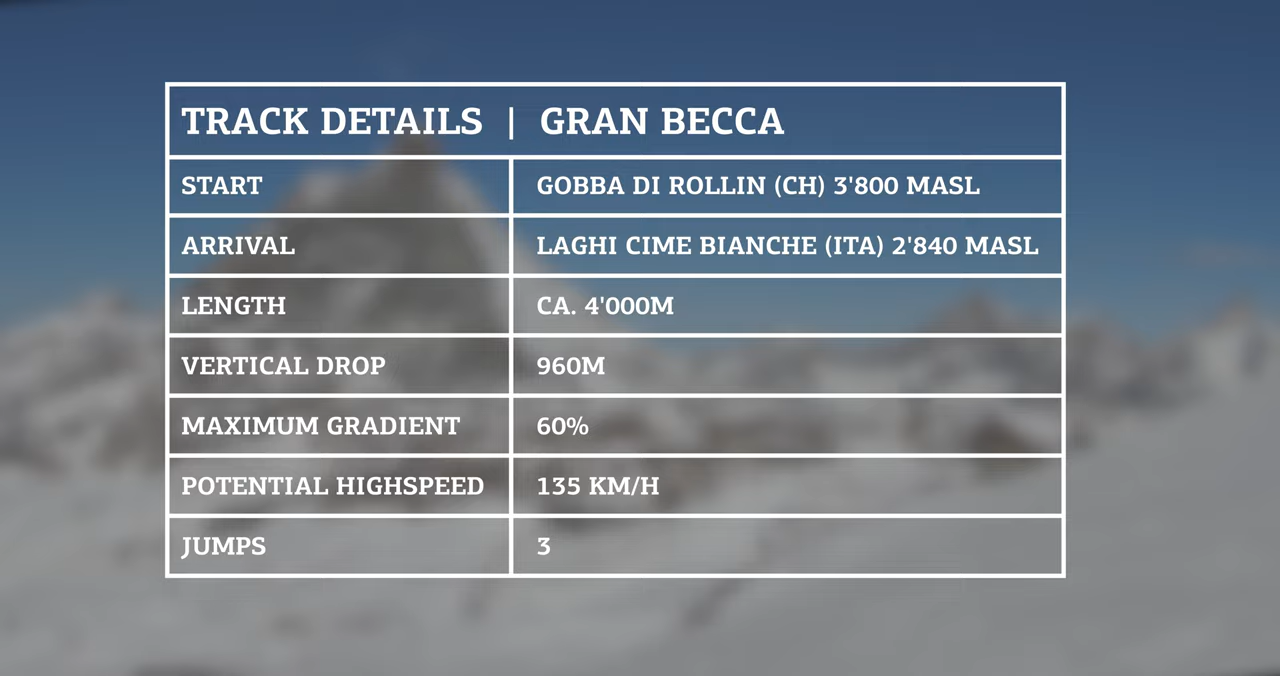 TRACK DETAILS | GRAN BECCA
START GOBBA DI ROLLIN (CH) 3'800 MASL
ARRIVAL LAGHI CIME BIANCHE (ITA) 2'840 MASL
LENGTH CA. 4'000M
VERTICAL DROP 960M
MAXIMUM GRADIENT 60%
POTENTIAL HIGHSPEED 135 KM/H
JUMPS 3